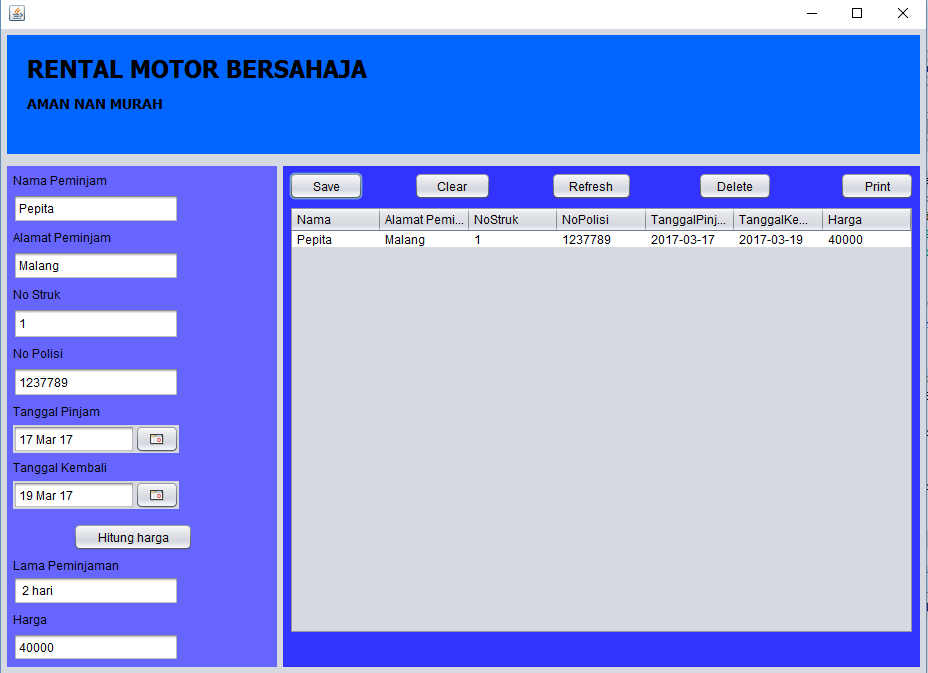 RENTAL MOTOR BERSAHAJA
AMAN NAN MURAH
Nama Peminjam
Pepita
Alamat Peminjam
Malang
No Struk
1
No Polisi
1237789
Tanggal Pinjam
17 Mar 17
Tanggal Kembali
19 Mar 17
Hitung harga
Lama Peminjaman
2 hari
Harga
40000
Save Clear Refresh Delete Print
Nama Alamat Pemi... NoStruk NoPolisi TanggalPinj... TanggalKe... Harga
Pepita Malang 1 1237789 2017-03-17 2017-03-19 40000